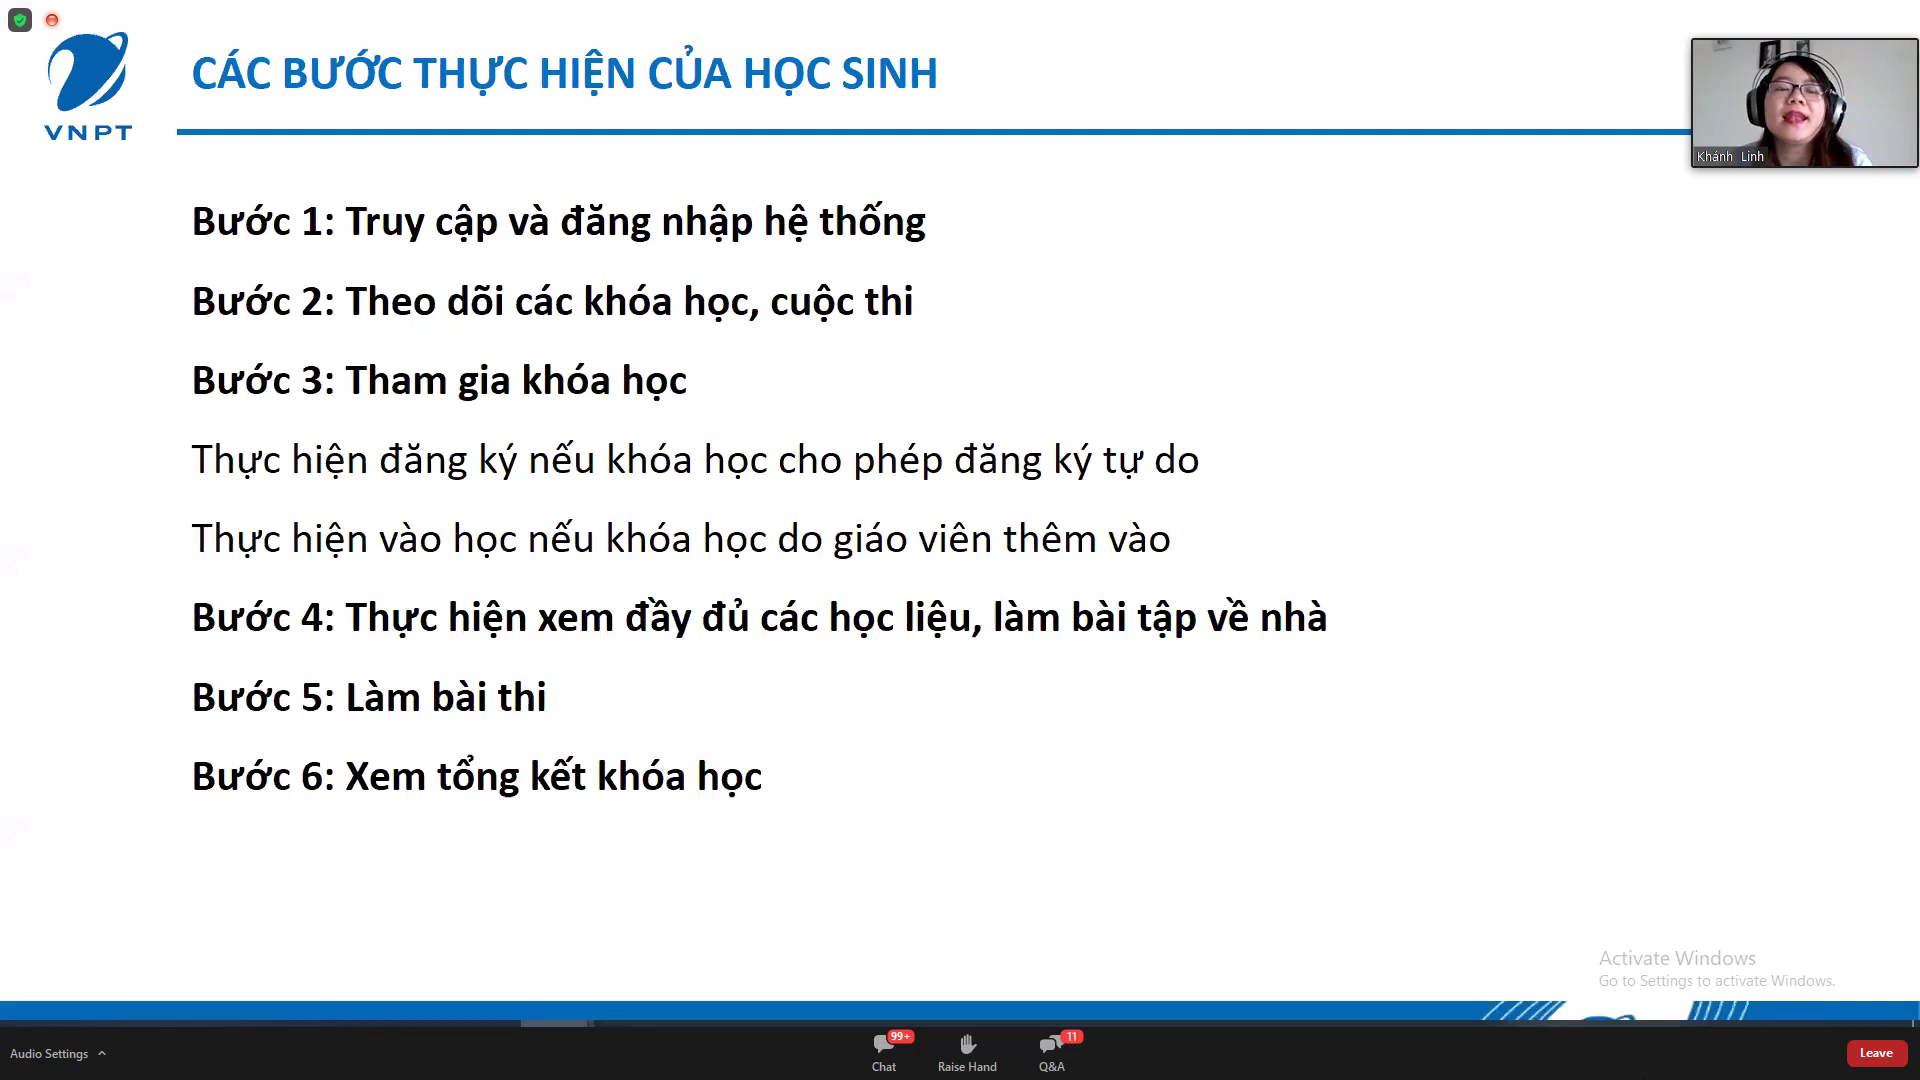 VNPT
CÁC BƯỚC THỰC HIỆN CỦA HỌC SINH
Khánh Linh
Bước 1: Truy cập và đăng nhập hệ thống
Bước 2: Theo dõi các khóa học, cuộc thi
Bước 3: Tham gia khóa học
Thực hiện đăng ký nếu khóa học cho phép đăng ký tự do
Thực hiện vào học nếu khóa học do giáo viên thêm vào
Bước 4: Thực hiện xem đầy đủ các học liệu, làm bài tập về nhà
Bước 5: Làm bài thi
Bước 6: Xem tổng kết khóa học
Activate Windows
Go to Settings to activate Windows.
Audio Settings
99+
Chat
Raise Hand
11
Q&A
Leave